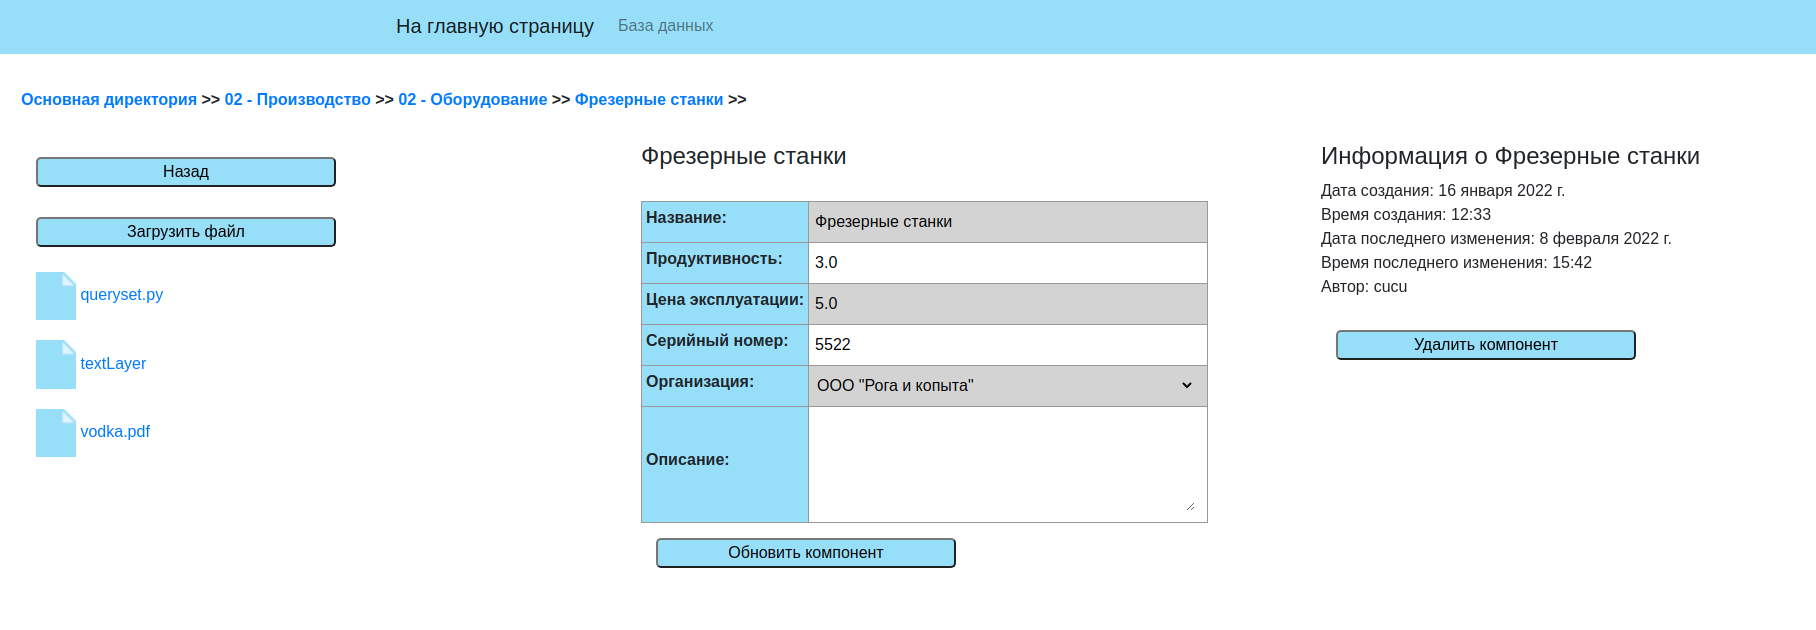 На главную страницу База данных
Основная директория >> 02 - Производство >> 02 - Оборудование >> Фрезерные станки >>
Назад
Загрузить файл
queryset.py
textLayer
vodka.pdf
Фрезерные станки
Название: Фрезерные станки
Продуктивность: 3.0
Цена эксплуатации: 5.0
Серийный номер: 5522
Организация: ООО "Рога и копыта"
Описание:
Обновить компонент
Информация о Фрезерные станки
Дата создания: 16 января 2022 г.
Время создания: 12:33
Дата последнего изменения: 8 февраля 2022 г.
Время последнего изменения: 15:42
Автор: cucu
Удалить компонент